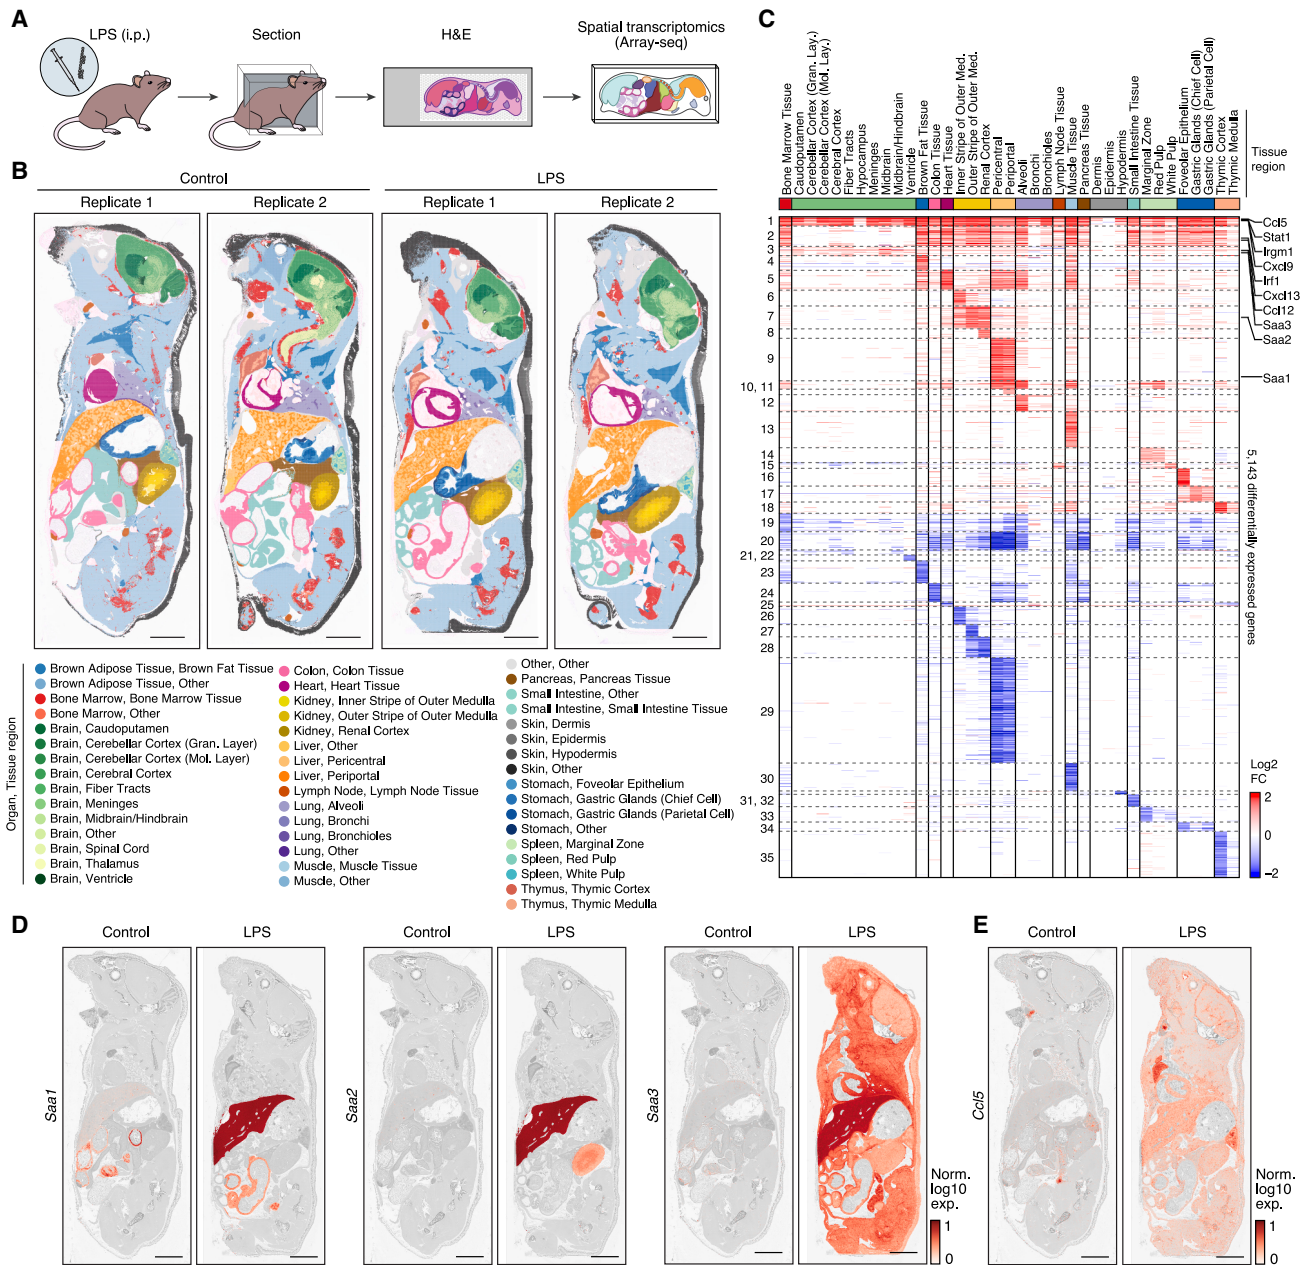 A
LPS (i.p.)
Section
H&E
Spatial transcriptomics
(Array-seq)
B
Control
LPS
Replicate 1
Replicate 2
Replicate 1
Replicate 2
Organ, Tissue region
Brown Adipose Tissue, Brown Fat Tissue
Brown Adipose Tissue, Other
Bone Marrow, Bone Marrow Tissue
Bone Marrow, Other
Brain, Caudoputamen
Brain, Cerebellar Cortex (Gran. Layer)
Brain, Cerebellar Cortex (Mol. Layer)
Brain, Cerebral Cortex
Brain, Fiber Tracts
Brain, Meninges
Brain, Midbrain/Hindbrain
Brain, Other
Brain, Spinal Cord
Brain, Thalamus
Brain, Ventricle
Colon, Colon Tissue
Heart, Heart Tissue
Kidney, Inner Stripe of Outer Medulla
Kidney, Outer Stripe of Outer Medulla
Kidney, Renal Cortex
Liver, Other
Liver, Pericentral
Liver, Periportal
Lymph Node, Lymph Node Tissue
Lung, Alveoli
Lung, Bronchi
Lung, Bronchioles
Lung, Other
Muscle, Muscle Tissue
Muscle, Other
Other, Other
Pancreas, Pancreas Tissue
Small Intestine, Other
Small Intestine, Small Intestine Tissue
Skin, Dermis
Skin, Epidermis
Skin, Hypodermis
Skin, Other
Stomach, Foveolar Epithelium
Stomach, Gastric Glands (Chief Cell)
Stomach, Gastric Glands (Parietal Cell)
Stomach, Other
Spleen, Marginal Zone
Spleen, Red Pulp
Spleen, White Pulp
Thymus, Thymic Cortex
Thymus, Thymic Medulla
C
Bone Marrow Tissue
Caudoputamen
Cerebellar Cortex (Gran. Lay.)
Cerebellar Cortex (Mol. Lay.)
Cerebral Cortex
Fiber Tracts
Hippocampus
Meninges
Midbrain
Midbrain/Hindbrain
Ventricle
Brown Fat Tissue
Colon Tissue
Heart Tissue
Inner Stripe of Outer Med.
Outer Stripe of Outer Med.
Renal Cortex
Pericentral
Periportal
Alveoli
Bronchi
Bronchioles
Lymph Node Tissue
Muscle Tissue
Pancreas Tissue
Dermis
Epidermis
Hypodermis
Small Intestine Tissue
Marginal Zone
Red Pulp
White Pulp
Foveolar Epithelium
Gastric Glands (Chief Cell)
Gastric Glands (Parietal Cell)
Thymic Cortex
Thymic Medulla
Tissue
region
1
2
3
4
5
6
7
8
9
10, 11
12
13
14
15
16
17
18
19
20
21, 22
23
24
25
26
27
28
29
30
31, 32
33
34
35
Ccl5
Stat1
Irgm1
Cxcl9
Irf1
Cxcl13
Ccl12
Saa3
Saa2
Saa1
5,143 differentially expressed genes
Log2
FC
2
0
−2
D
Control
LPS
Control
LPS
Control
LPS
Saa1
Saa2
Saa3
Norm.
log10
exp.
1
0
E
Control
LPS
Ccl5
Norm.
log10
exp.
1
0